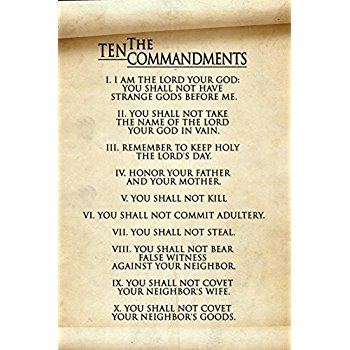 THE
TEN COMMANDMENTS
I. I AM THE LORD YOUR GOD:
YOU SHALL NOT HAVE
STRANGE GODS BEFORE ME.
II. YOU SHALL NOT TAKE
THE NAME OF THE LORD
YOUR GOD IN VAIN.
III. REMEMBER TO KEEP HOLY
THE LORD'S DAY.
IV. HONOR YOUR FATHER
AND YOUR MOTHER.
V. YOU SHALL NOT KILL
VI. YOU SHALL NOT COMMIT ADULTERY.
VII. YOU SHALL NOT STEAL.
VIII. YOU SHALL NOT BEAR
FALSE WITNESS
AGAINST YOUR NEIGHBOR.
IX. YOU SHALL NOT COVET
YOUR NEIGHBOR'S WIFE.
X. YOU SHALL NOT COVET
YOUR NEIGHBOR'S GOODS.